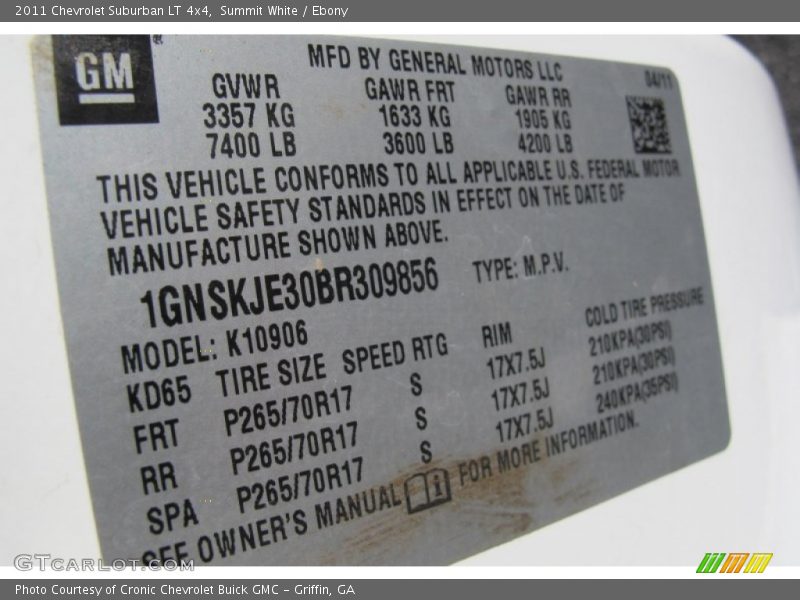 2011 Chevrolet Suburban LT 4x4, Summit White / Ebony
GM
MFD BY GENERAL MOTORS LLC
04/11
GVWR GAWR FRT GAWR RR
3357 KG 1633 KG 1905 KG
7400 LB 3600 LB 4200 LB
THIS VEHICLE CONFORMS TO ALL APPLICABLE U.S. FEDERAL MOTOR
VEHICLE SAFETY STANDARDS IN EFFECT ON THE DATE OF
MANUFACTURE SHOWN ABOVE.
1GNSKJE30BR309856 TYPE: M.P.V.
MODEL: K10906
KD65 TIRE SIZE SPEED RTG RIM COLD TIRE PRESSURE
FRT P265/70R17 S 17X7.5J 210KPA(30PSI)
RR P265/70R17 S 17X7.5J 210KPA(30PSI)
SPA P265/70R17 S 17X7.5J 240KPA(35PSI)
SEE OWNER'S MANUAL i FOR MORE INFORMATION.
GTcarlot.com
Photo Courtesy of Cronic Chevrolet Buick GMC - Griffin, GA